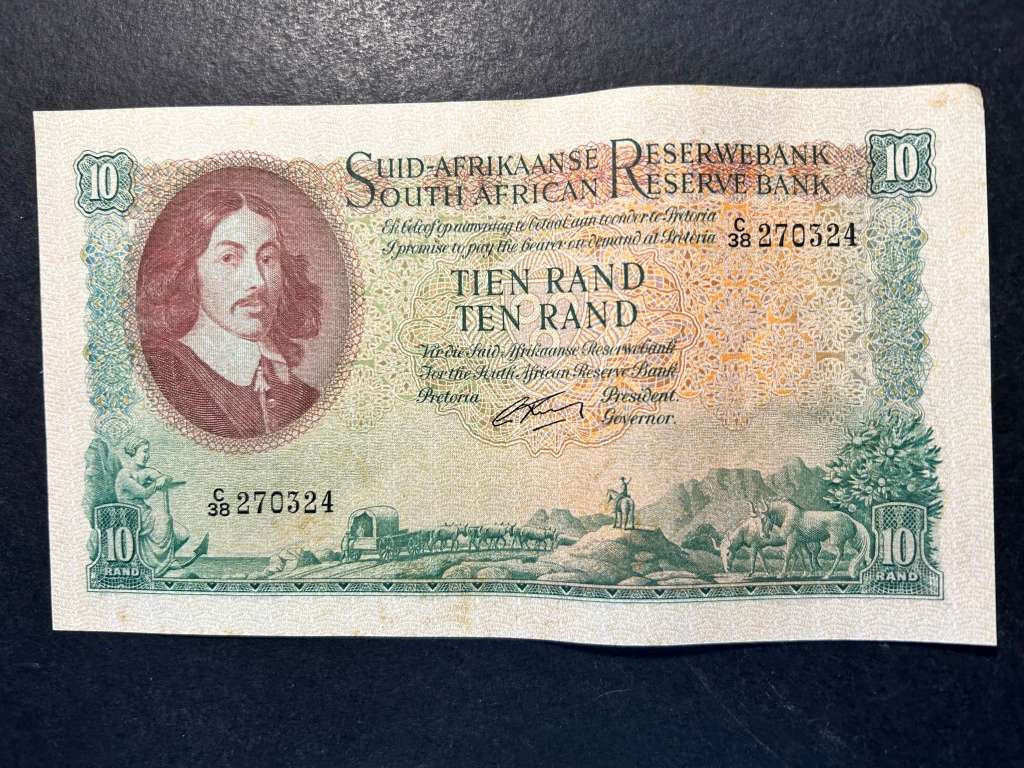 10
10
SUID-AFRIKAANSE RESERWEBANK
SOUTH AFRICAN RESERVE BANK
Ek beloof op aanvraag te betaal aan toonder te Pretoria
I promise to pay the bearer on demand at Pretoria
C/38 270324
TIEN RAND
TEN RAND
Vir die Suid-Afrikaanse Reserwebank
For the South African Reserve Bank
Pretoria
President.
Governor.
C/38 270324
10
RAND
10
RAND